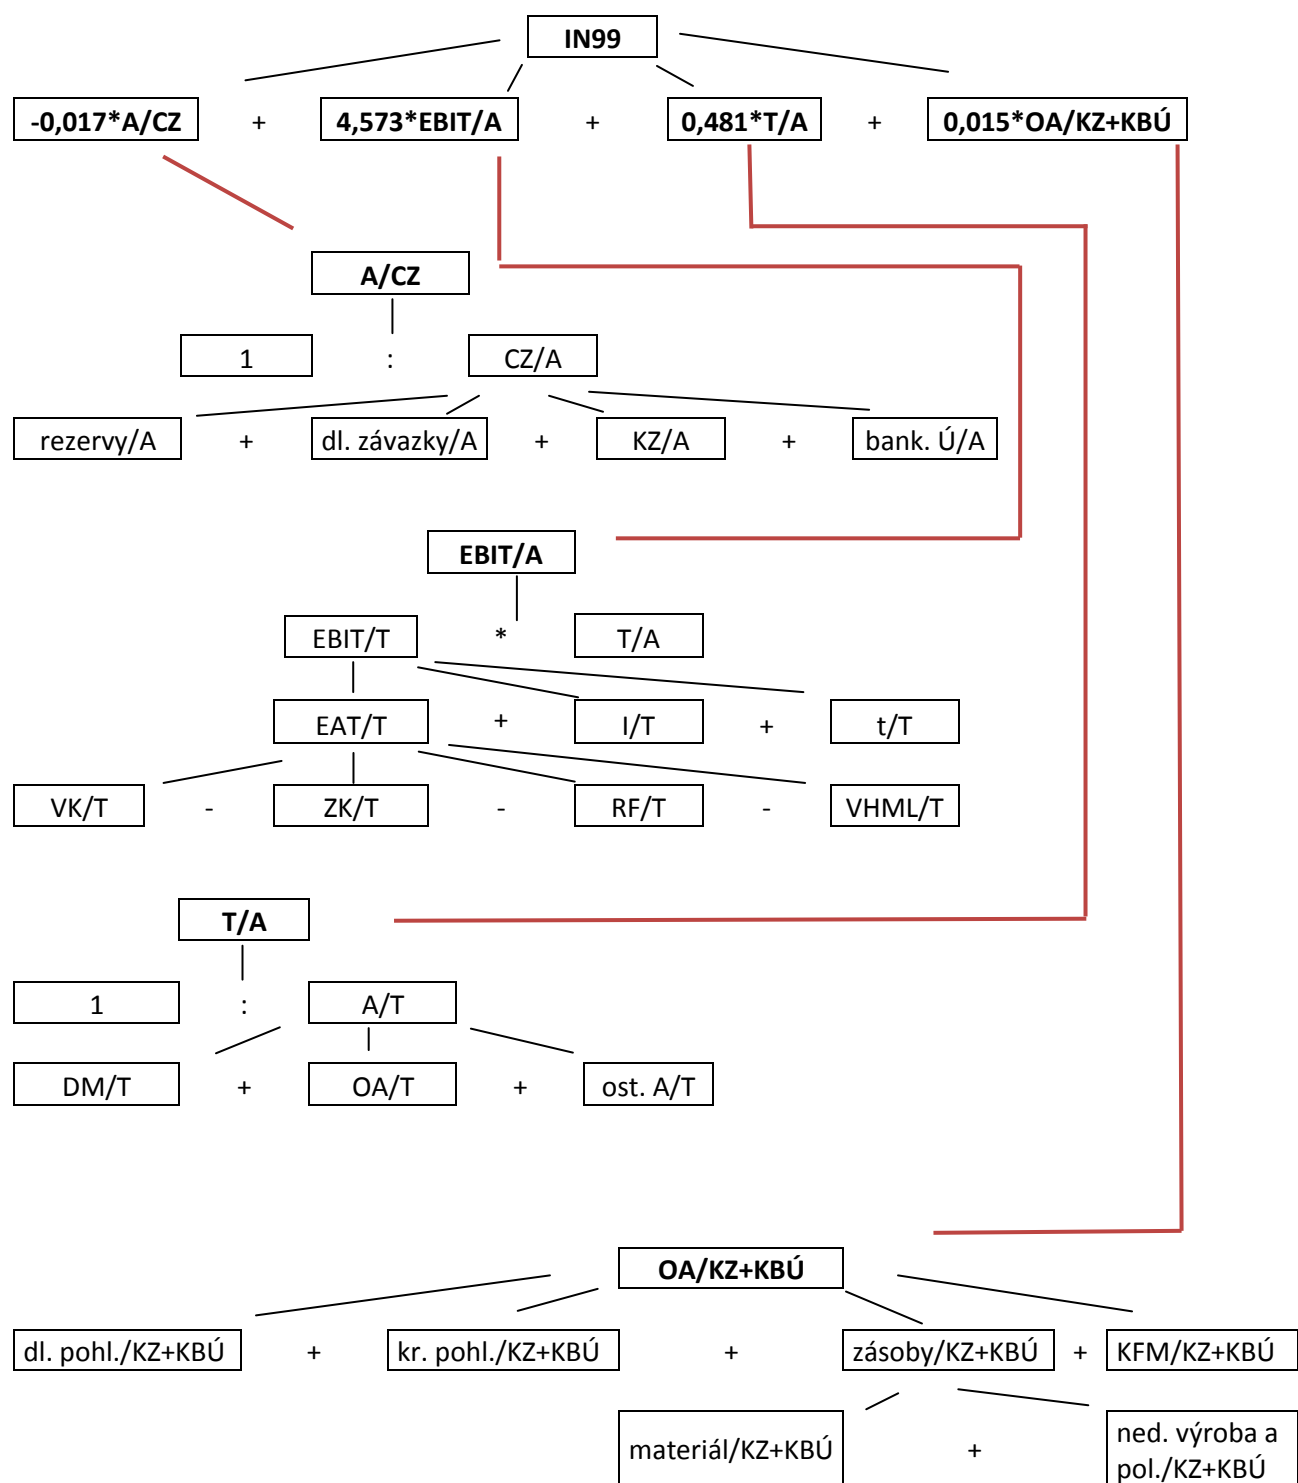 IN99
-0,017*A/CZ + 4,573*EBIT/A + 0,481*T/A + 0,015*OA/KZ+KBÚ
A/CZ
1 : CZ/A
rezervy/A + dl. závazky/A + KZ/A + bank. Ú/A
EBIT/A
EBIT/T * T/A
EAT/T + I/T + t/T
VK/T - ZK/T - RF/T - VHML/T
T/A
1 : A/T
DM/T + OA/T + ost. A/T
OA/KZ+KBÚ
dl. pohl./KZ+KBÚ + kr. pohl./KZ+KBÚ + zásoby/KZ+KBÚ + KFM/KZ+KBÚ
materiál/KZ+KBÚ + ned. výroba a
pol./KZ+KBÚ